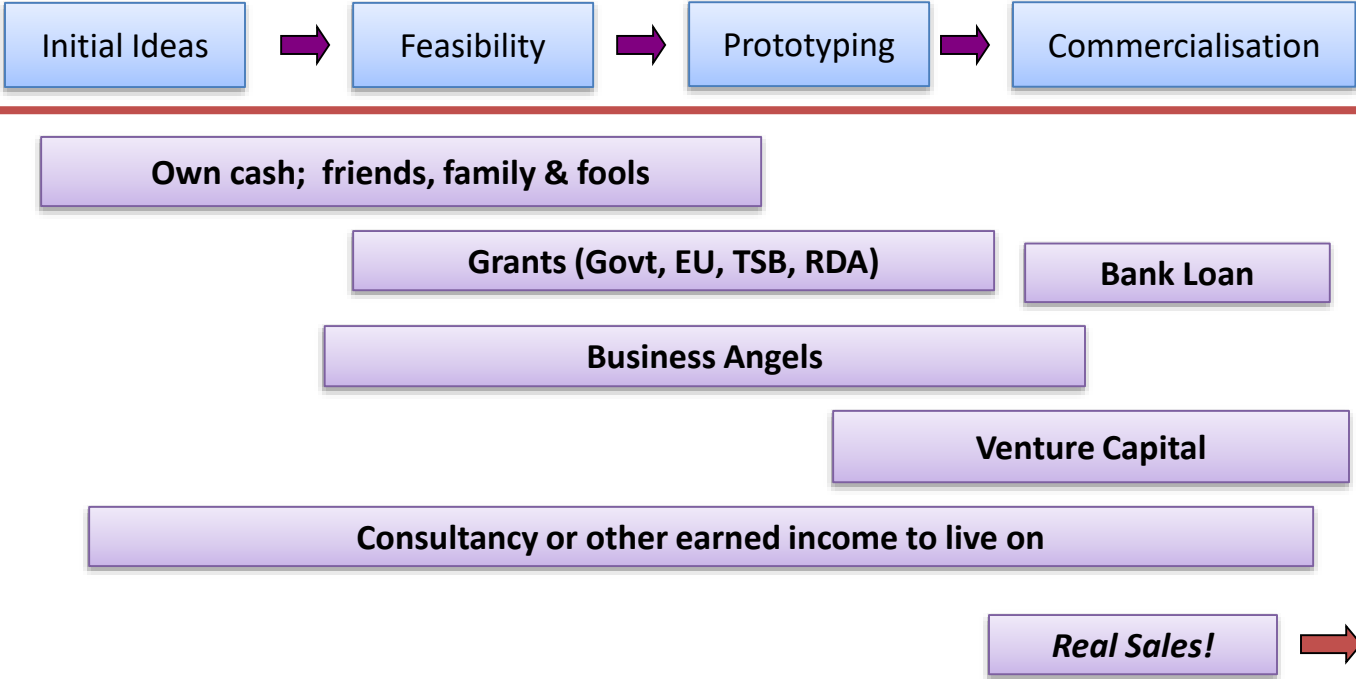 Initial Ideas
Feasibility
Prototyping
Commercialisation
Own cash;  friends, family & fools
Grants (Govt, EU, TSB, RDA)
Bank Loan
Business Angels
Venture Capital
Consultancy or other earned income to live on
Real Sales!